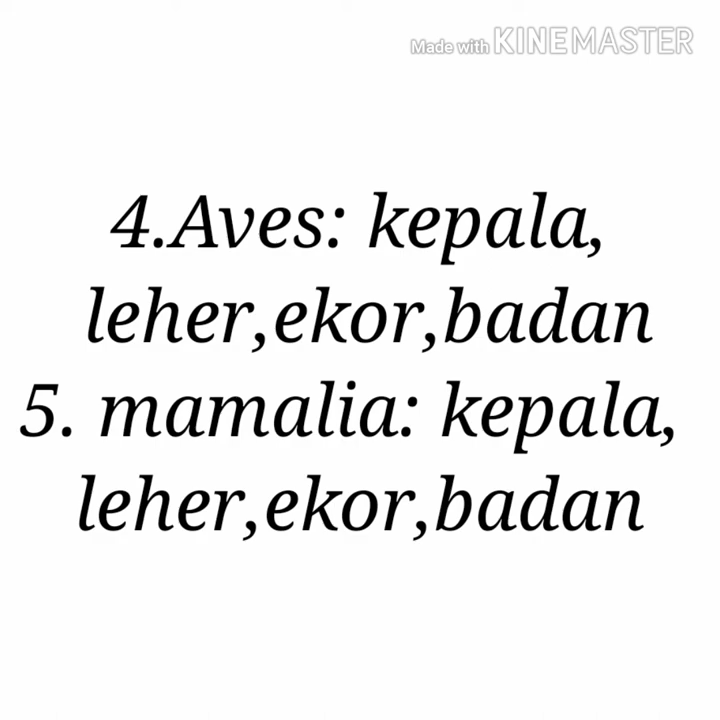 Made with KINEMASTER
4.Aves: kepala,
leher,ekor,badan
5. mamalia: kepala,
leher,ekor,badan